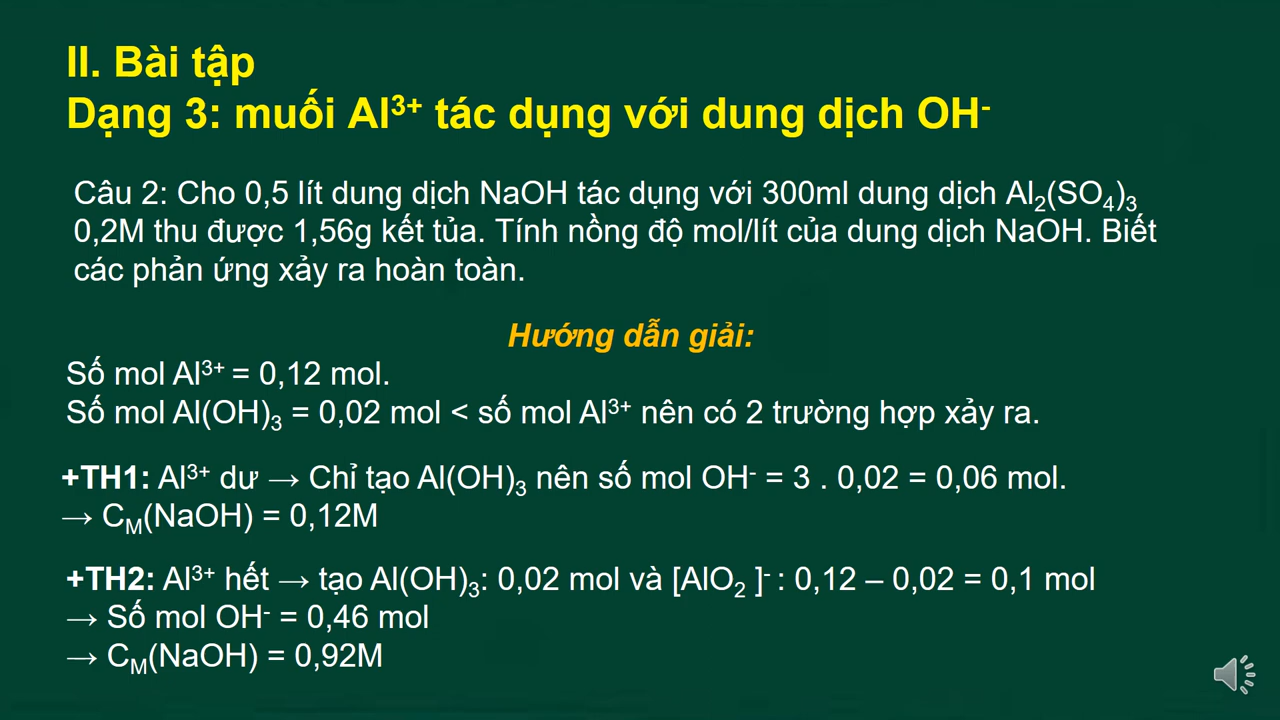 II. Bài tập
Dạng 3: muối Al³⁺ tác dụng với dung dịch OH⁻
Câu 2: Cho 0,5 lít dung dịch NaOH tác dụng với 300ml dung dịch Al₂(SO₄)₃
0,2M thu được 1,56g kết tủa. Tính nồng độ mol/lít của dung dịch NaOH. Biết
các phản ứng xảy ra hoàn toàn.
Hướng dẫn giải:
Số mol Al³⁺ = 0,12 mol.
Số mol Al(OH)₃ = 0,02 mol < số mol Al³⁺ nên có 2 trường hợp xảy ra.
+TH1: Al³⁺ dư → Chỉ tạo Al(OH)₃ nên số mol OH⁻ = 3 . 0,02 = 0,06 mol.
→ C_M(NaOH) = 0,12M
+TH2: Al³⁺ hết → tạo Al(OH)₃: 0,02 mol và [AlO₂ ]⁻ : 0,12 – 0,02 = 0,1 mol
→ Số mol OH⁻ = 0,46 mol
→ C_M(NaOH) = 0,92M